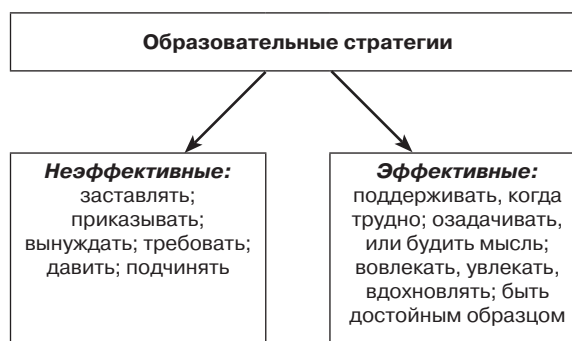 Образовательные стратегии
Неэффективные:
заставлять;
приказывать;
вынуждать; требовать;
давить; подчинять
Эффективные:
поддерживать, когда
трудно; озадачивать,
или будить мысль;
вовлекать, увлекать,
вдохновлять; быть
достойным образцом